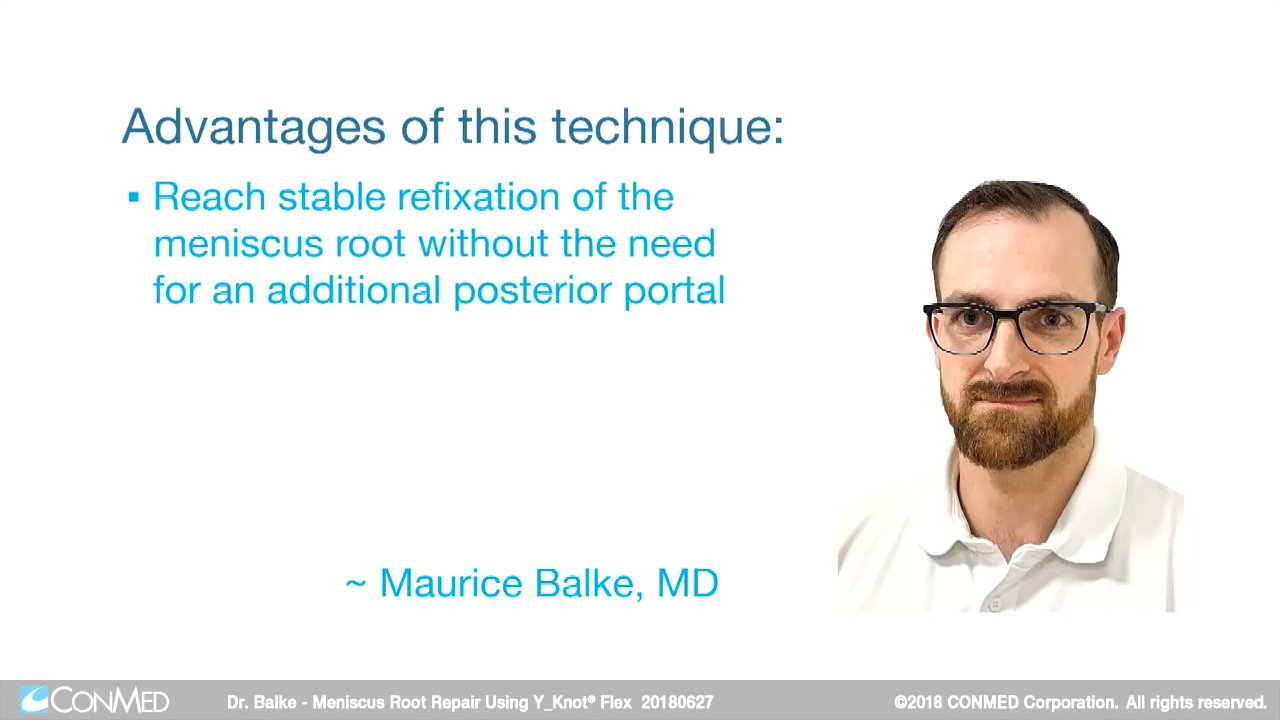 Advantages of this technique:
▪ Reach stable refixation of the
meniscus root without the need
for an additional posterior portal
~ Maurice Balke, MD
CONMED Dr. Balke - Meniscus Root Repair Using Y_Knot® Flex 20180627 ©2018 CONMED Corporation. All rights reserved.